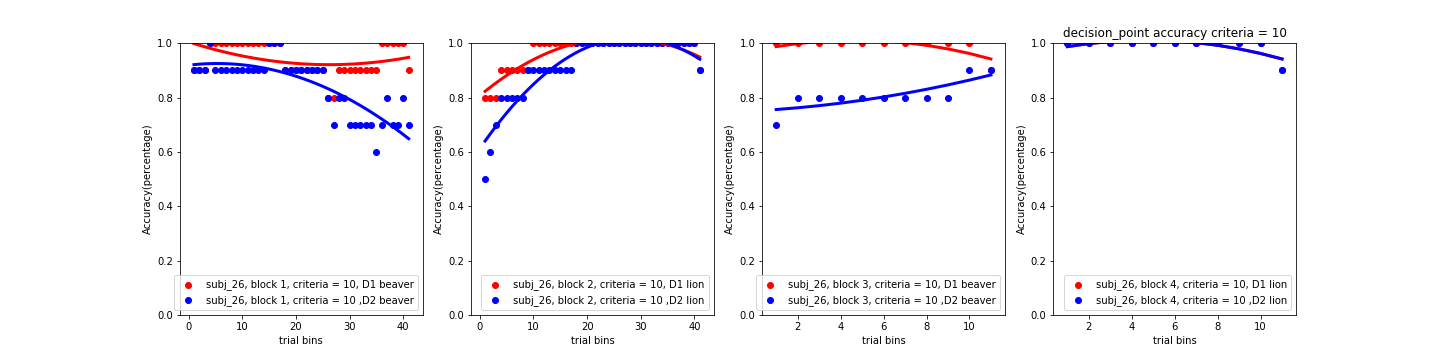 decision_point accuracy criteria = 10
1.0
0.8
0.6
0.4
0.2
0.0
Accuracy(percentage)
subj_26, block 1, criteria = 10, D1 beaver
subj_26, block 1, criteria = 10 ,D2 beaver
0 10 20 30 40
trial bins
1.0
0.8
0.6
0.4
0.2
0.0
Accuracy(percentage)
subj_26, block 2, criteria = 10, D1 lion
subj_26, block 2, criteria = 10 ,D2 lion
0 10 20 30 40
trial bins
1.0
0.8
0.6
0.4
0.2
0.0
Accuracy(percentage)
subj_26, block 3, criteria = 10, D1 beaver
subj_26, block 3, criteria = 10 ,D2 beaver
2 4 6 8 10
trial bins
1.0
0.8
0.6
0.4
0.2
0.0
Accuracy(percentage)
subj_26, block 4, criteria = 10, D1 lion
subj_26, block 4, criteria = 10 ,D2 lion
2 4 6 8 10
trial bins